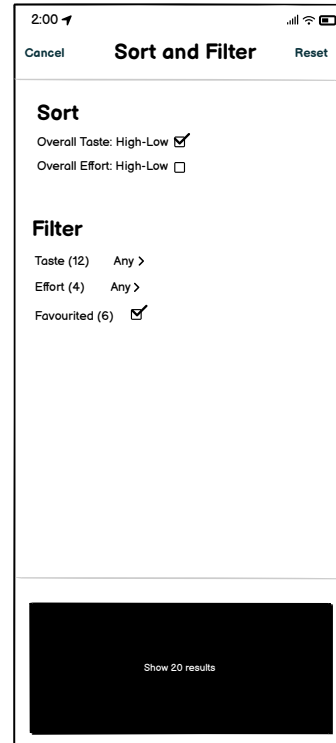 2:00
Cancel Sort and Filter Reset
Sort
Overall Taste: High-Low
Overall Effort: High-Low
Filter
Taste (12) Any >
Effort (4) Any >
Favourited (6)
Show 20 results